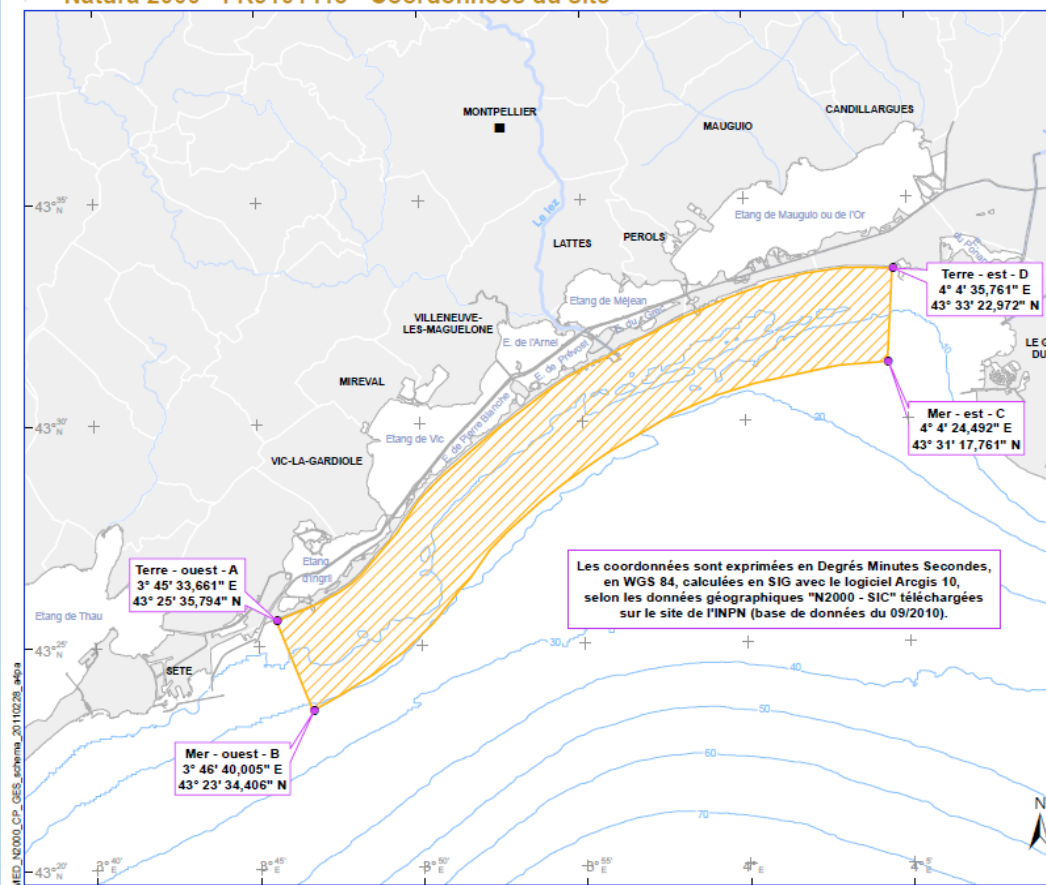 MONTPELLIER
CANDILLARGUES
MAUGUIO
43°35' N
Etang de Mauguio ou de l'Or
Le lez
PEROLS
LATTES
Terre - est - D
4° 4' 35,761" E
43° 33' 22,972" N
Etang de Méjean
VILLENEUVE-
LES-MAGUELONE
E. de l'Arnel
E. de Prévost
MIREVAL
Mer - est - C
4° 4' 24,492" E
43° 31' 17,761" N
20
43°30' N
Etang de Vic
E. de Pierre Blanche
VIC-LA-GARDIOLE
Les coordonnées sont exprimées en Degrés Minutes Secondes,
en WGS 84, calculées en SIG avec le logiciel Arcgis 10,
selon les données géographiques "N2000 - SIC" téléchargées
sur le site de l'INPN (base de données du 09/2010).
Terre - ouest - A
3° 45' 33,661" E
43° 25' 35,794" N
Etang
d'Ingril
Etang de Thau
43°25' N
SETE
30
40
50
60
70
Mer - ouest - B
3° 46' 40,005" E
43° 23' 34,406" N
MED_N2000_CP_GES_schema_20110228_a4pa
N
43°20' N
3°40' E
3°45' E
3°50' E
3°55' E
4° E
4°5' E